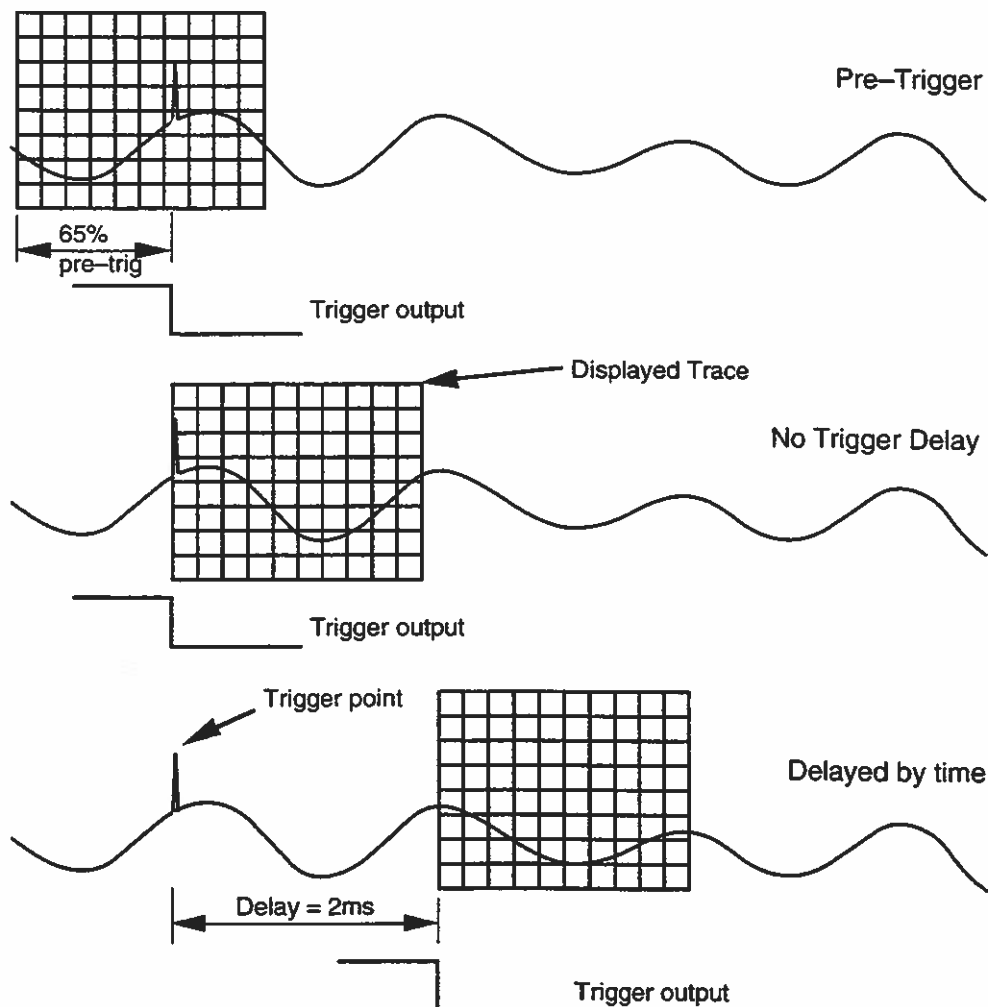 Pre–Trigger
65%
pre–trig
Trigger output
Displayed Trace
No Trigger Delay
Trigger output
Trigger point
Delayed by time
Delay = 2ms
Trigger output